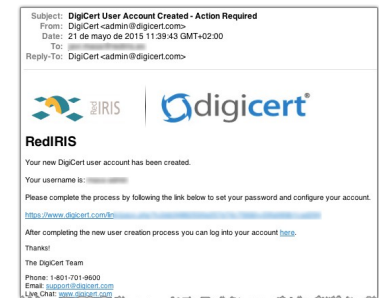 Subject: DigiCert User Account Created - Action Required
From: DigiCert <admin@digicert.com>
Date: 21 de mayo de 2015 11:39:43 GMT+02:00
To:
Reply-To: DigiCert <admin@digicert.com>
RedIRIS
digicert®
RedIRIS
Your new DigiCert user account has been created.
Your username is:
Please complete the process by following the link below to set your password and configure your account.
https://www.digicert.com/lin
After completing the new user creation process you can log into your account here.
Thanks!
The DigiCert Team
Phone: 1-801-701-9600
Email: support@digicert.com
Live Chat: www.digicert.com